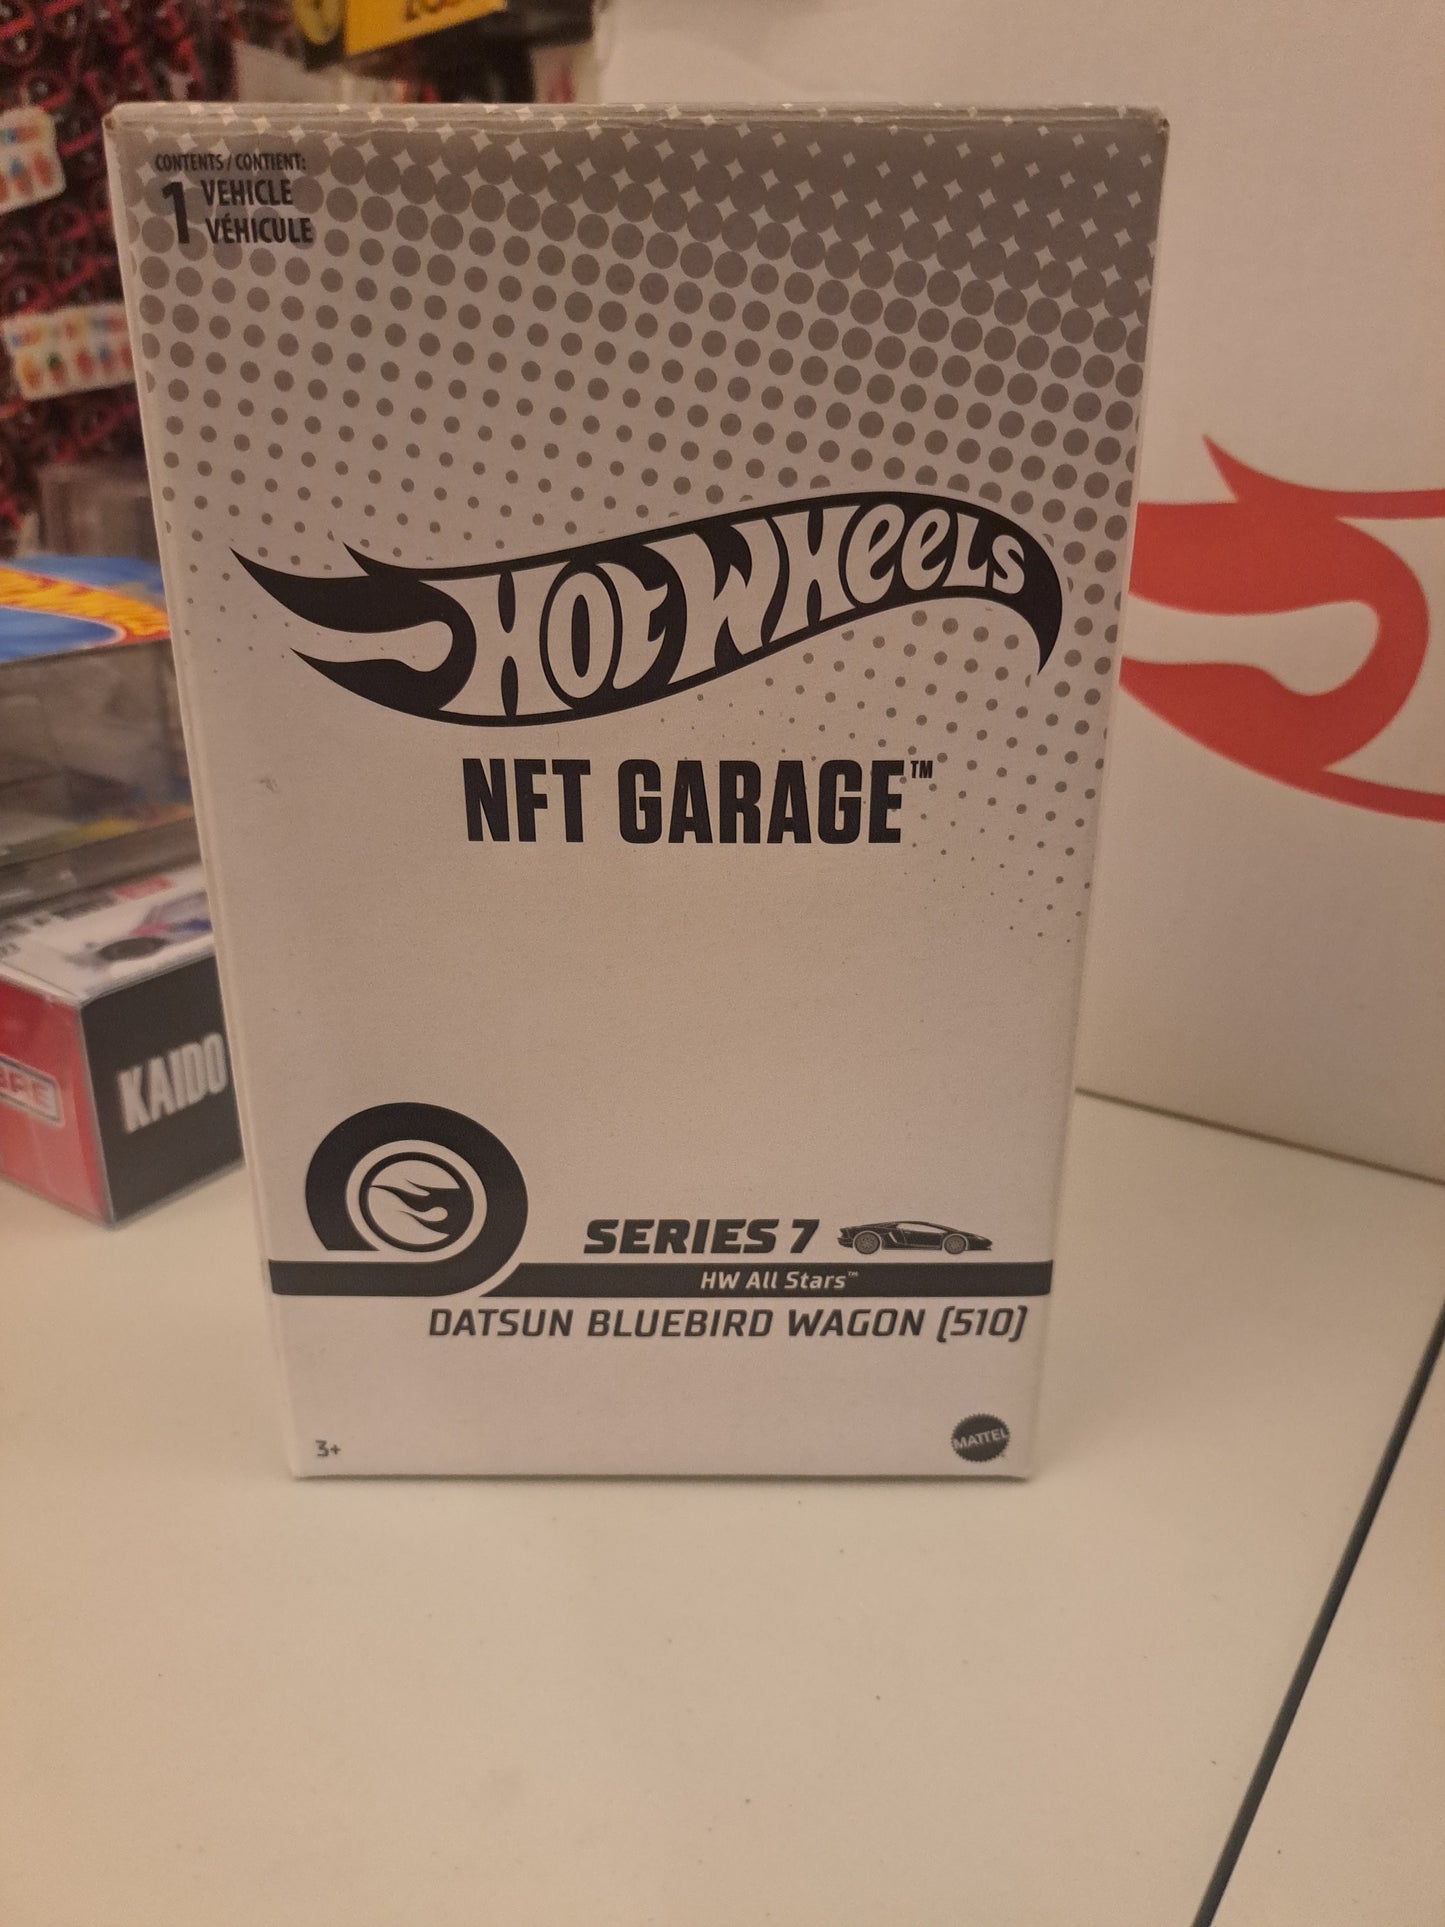 CONTENTS / CONTIENT:
1 VEHICLE
VÉHICULE
HOT WHEELS
NFT GARAGE™
KAIDO
SERIES 7
HW All Stars™
DATSUN BLUEBIRD WAGON (510)
3+
MATTEL